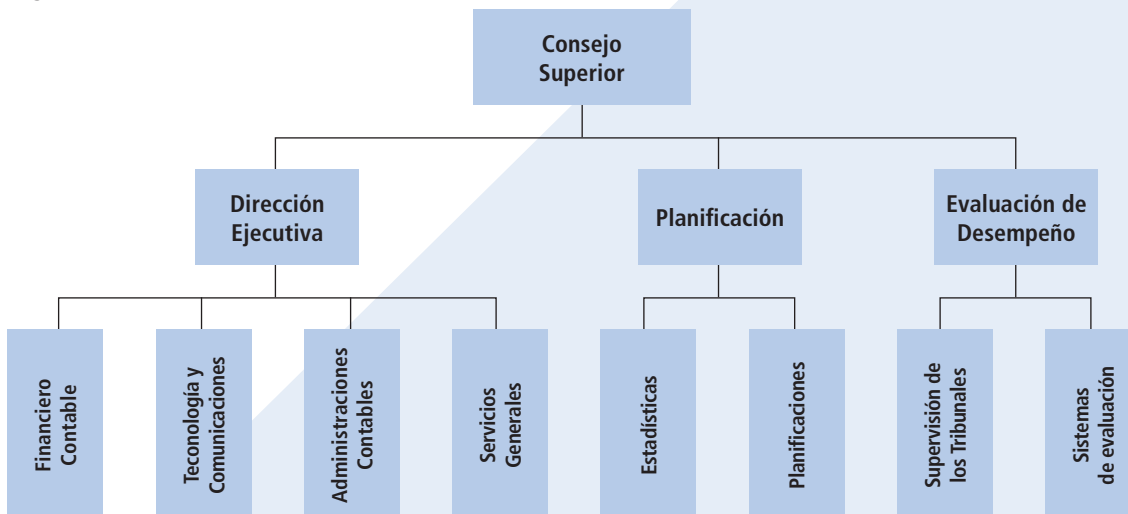 Consejo
Superior
Dirección
Ejecutiva
Planificación
Evaluación de
Desempeño
Financiero
Contable
Teconología y
Comunicaciones
Administraciones
Contables
Servicios
Generales
Estadísticas
Planificaciones
Supervisión de
los Tribunales
Sistemas
de evaluación